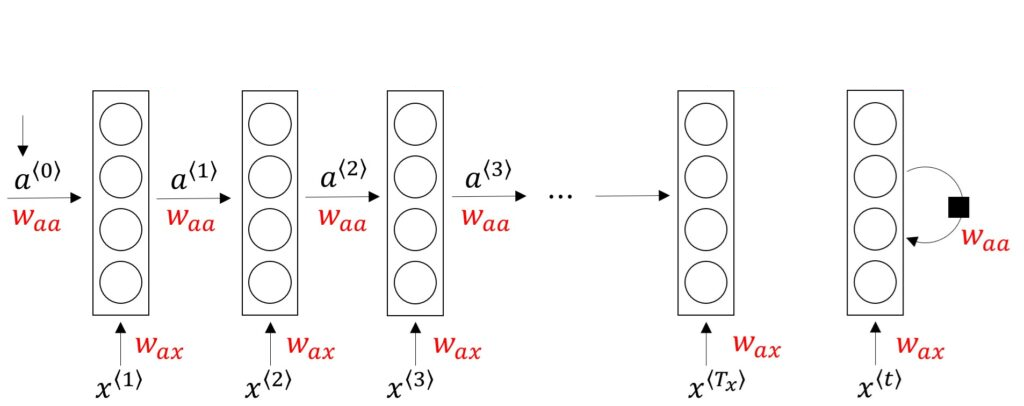 a⟨0⟩ a⟨1⟩ a⟨2⟩ a⟨3⟩ ...
w_aa w_aa w_aa w_aa w_aa
w_ax w_ax w_ax w_ax w_ax
x⟨1⟩ x⟨2⟩ x⟨3⟩ x⟨T_x⟩ x⟨t⟩